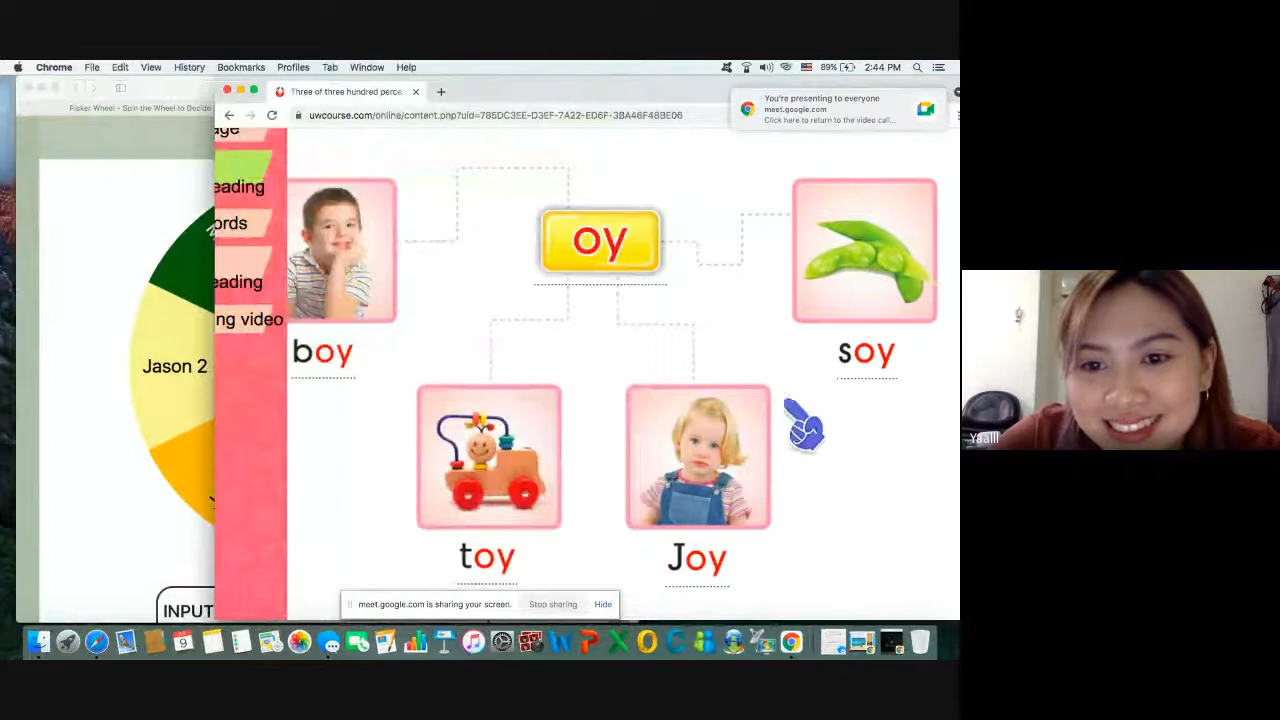 Chrome File Edit View History Bookmarks Profiles Tab Window Help 89% 2:44 PM
Picker Wheel - Spin the Wheel to Decide
Three of three hundred perce
uwcourse.com/online/content.php?uid=785DC3EE-D3EF-7A22-ED6F-3BA46F48BE06
You're presenting to everyone
meet.google.com
Click here to return to the video call...
age
eading
ords
eading
ng video
Jason 2
INPUT
oy
boy
soy
toy
Joy
meet.google.com is sharing your screen. Stop sharing Hide
9